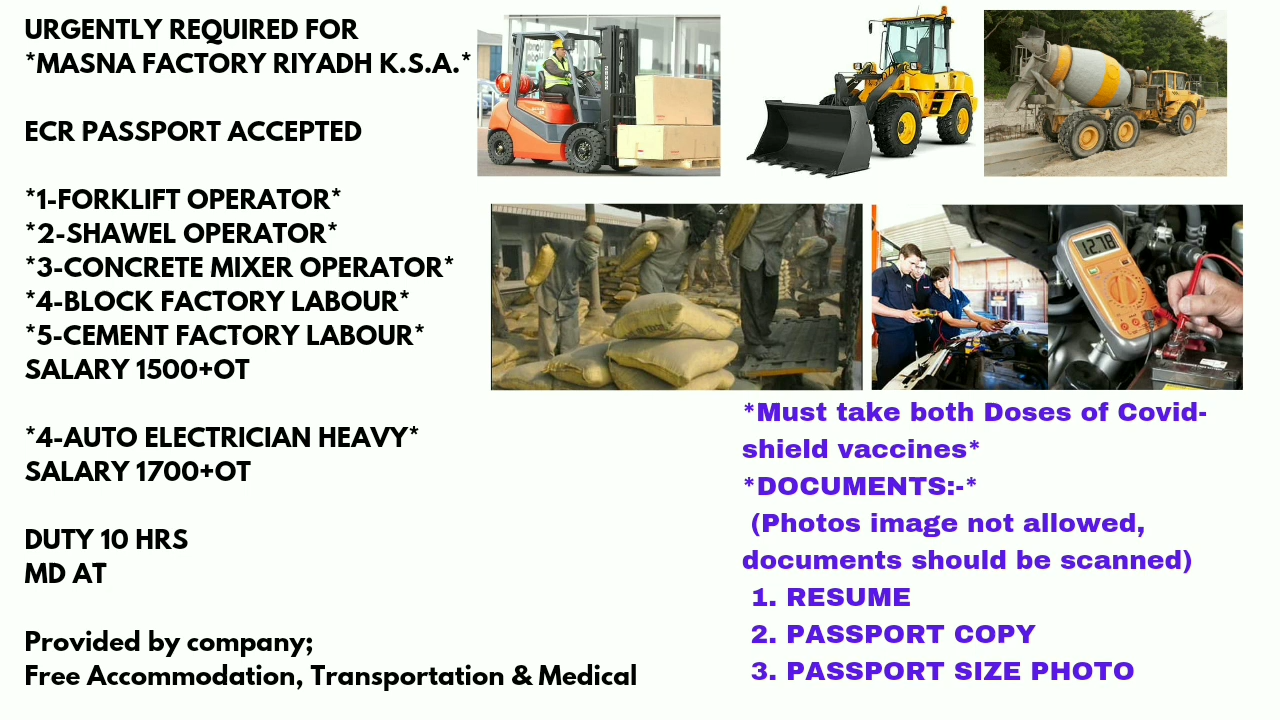 URGENTLY REQUIRED FOR
*MASNA FACTORY RIYADH K.S.A.*
ECR PASSPORT ACCEPTED
*1-FORKLIFT OPERATOR*
*2-SHAWEL OPERATOR*
*3-CONCRETE MIXER OPERATOR*
*4-BLOCK FACTORY LABOUR*
*5-CEMENT FACTORY LABOUR*
SALARY 1500+OT
*4-AUTO ELECTRICIAN HEAVY*
SALARY 1700+OT
DUTY 10 HRS
MD AT
Provided by company;
Free Accommodation, Transportation & Medical
12.78
*Must take both Doses of Covid-
shield vaccines*
*DOCUMENTS:-*
(Photos image not allowed,
documents should be scanned)
1. RESUME
2. PASSPORT COPY
3. PASSPORT SIZE PHOTO